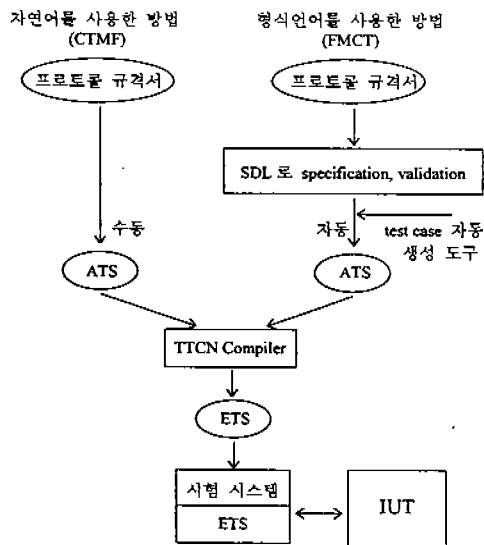 자연어를 사용한 방법
(CTMF)
형식언어를 사용한 방법
(FMCT)
프로토콜 규격서
프로토콜 규격서
SDL 로 specification, validation
수동
자동
test case 자동
생성 도구
ATS
ATS
TTCN Compiler
ETS
시험 시스템
ETS
IUT